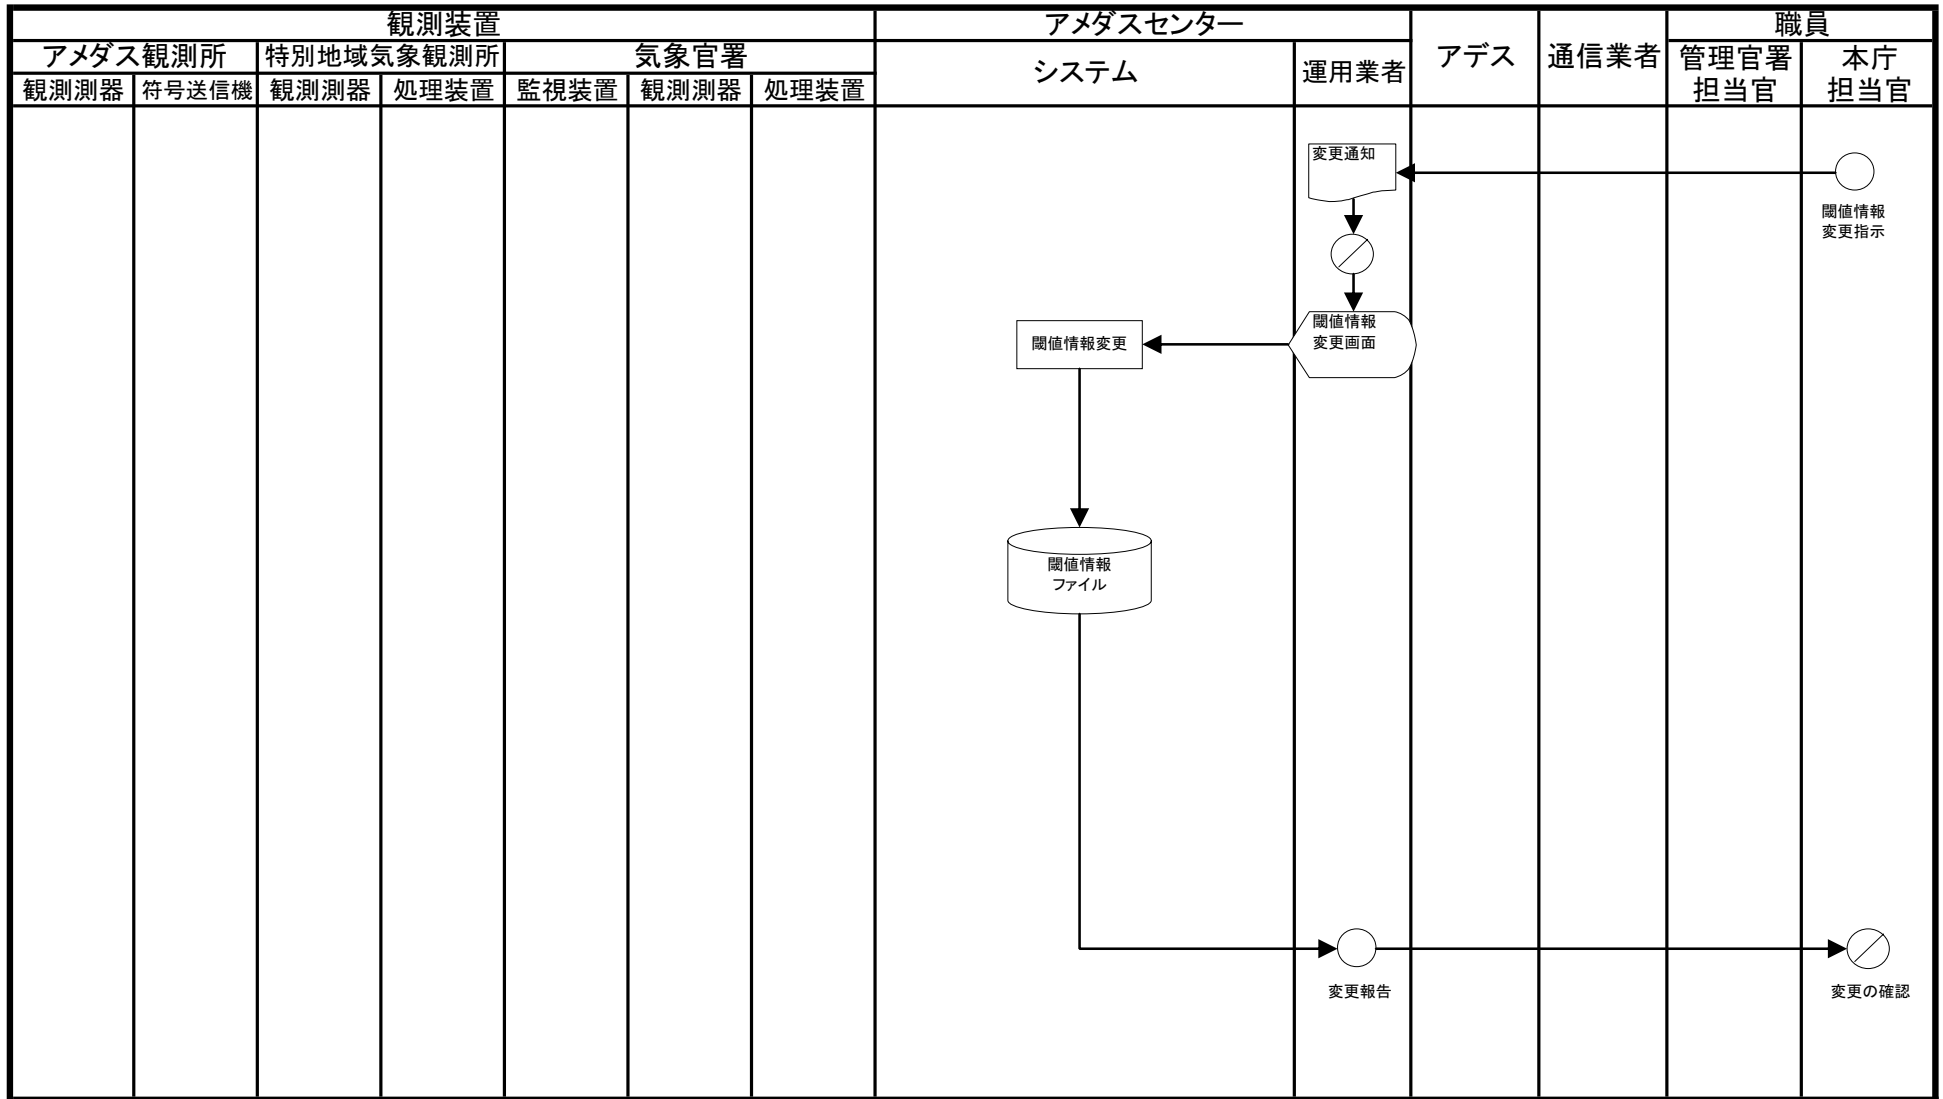 観測装置
アメダスセンター
職員
アメダス観測所
特別地域気象観測所
気象官署
システム
運用業者
アデス
通信業者
管理官署
担当官
本庁
担当官
観測測器
符号送信機
観測測器
処理装置
監視装置
観測測器
処理装置
変更通知
閾値情報
変更指示
閾値情報
変更画面
閾値情報変更
閾値情報
ファイル
変更報告
変更の確認